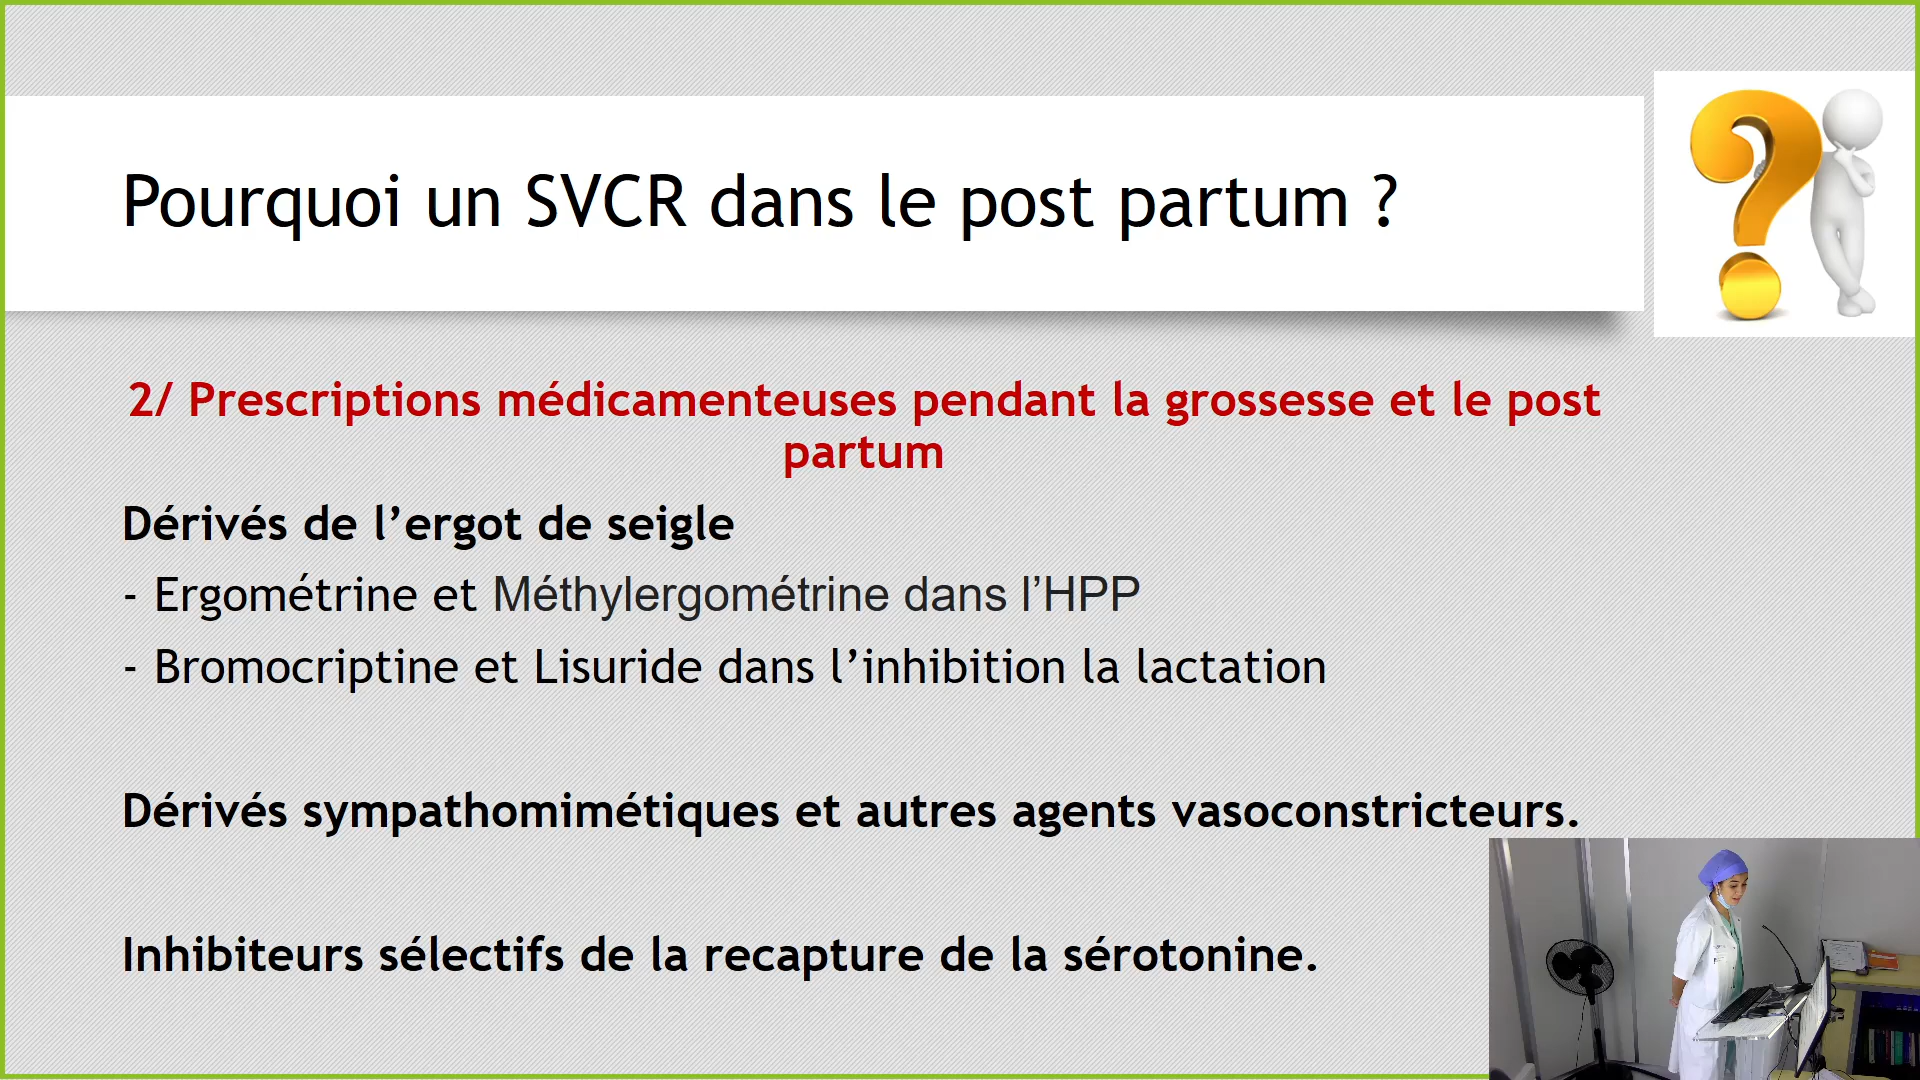 Pourquoi un SVCR dans le post partum ?
2/ Prescriptions médicamenteuses pendant la grossesse et le post
partum
Dérivés de l’ergot de seigle
- Ergométrine et Méthylergométrine dans l’HPP
- Bromocriptine et Lisuride dans l’inhibition la lactation
Dérivés sympathomimétiques et autres agents vasoconstricteurs.
Inhibiteurs sélectifs de la recapture de la sérotonine.